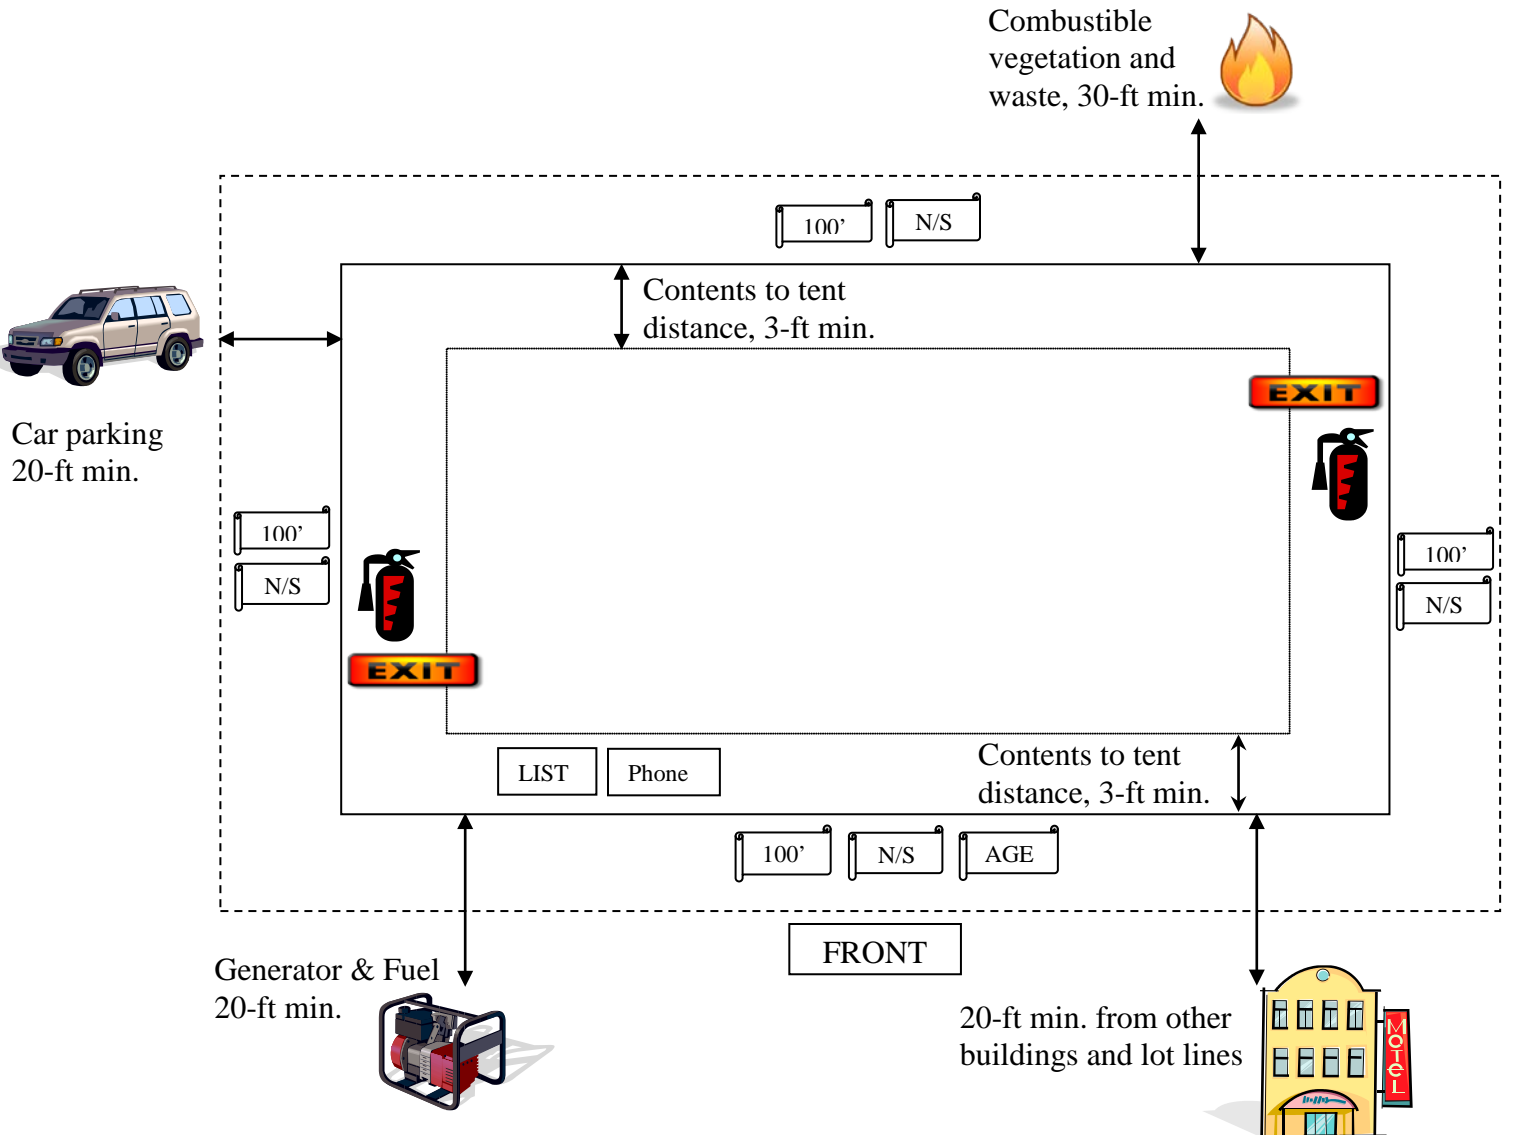 Combustible
vegetation and
waste, 30-ft min.
100’
N/S
Contents to tent
distance, 3-ft min.
EXIT
Car parking
20-ft min.
100’
N/S
100’
N/S
EXIT
LIST
Phone
Contents to tent
distance, 3-ft min.
100’
N/S
AGE
FRONT
Generator & Fuel
20-ft min.
20-ft min. from other
buildings and lot lines
MOTEL